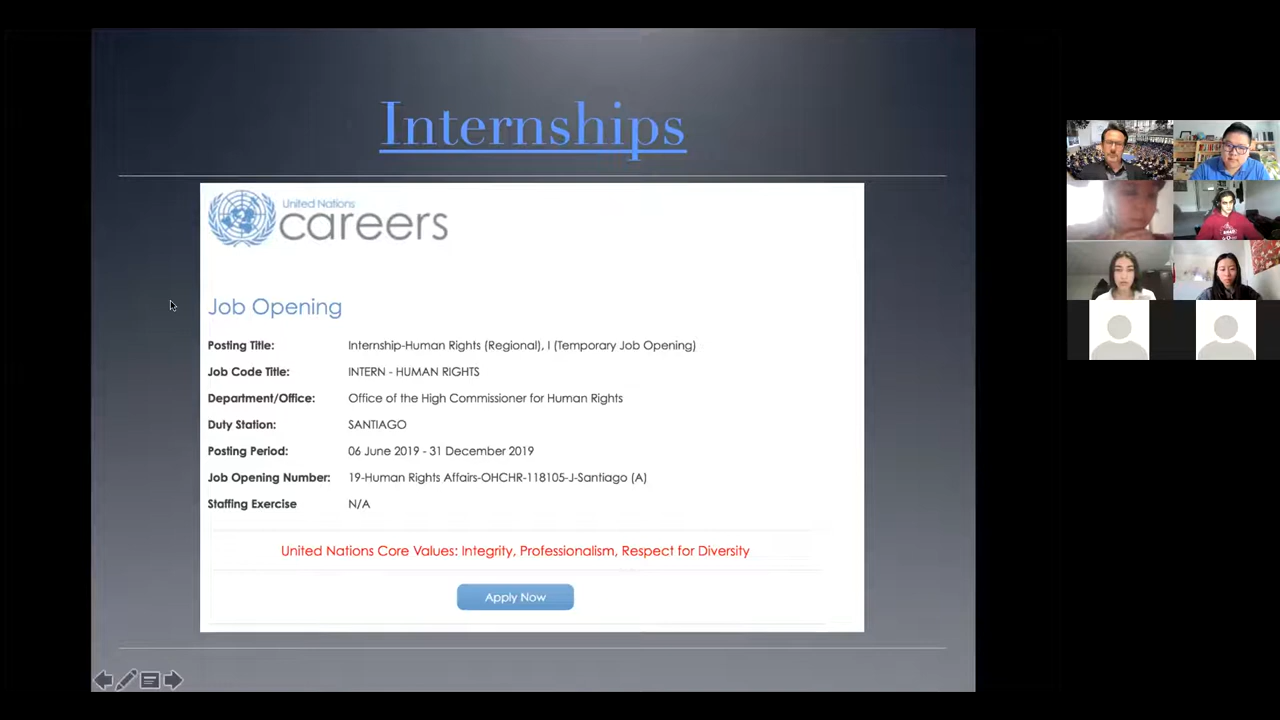 Internships
United Nations
careers
Job Opening
Posting Title: Internship-Human Rights (Regional), I (Temporary Job Opening)
Job Code Title: INTERN - HUMAN RIGHTS
Department/Office: Office of the High Commissioner for Human Rights
Duty Station: SANTIAGO
Posting Period: 06 June 2019 - 31 December 2019
Job Opening Number: 19-Human Rights Affairs-OHCHR-118105-J-Santiago (A)
Staffing Exercise N/A
United Nations Core Values: Integrity, Professionalism, Respect for Diversity
Apply Now